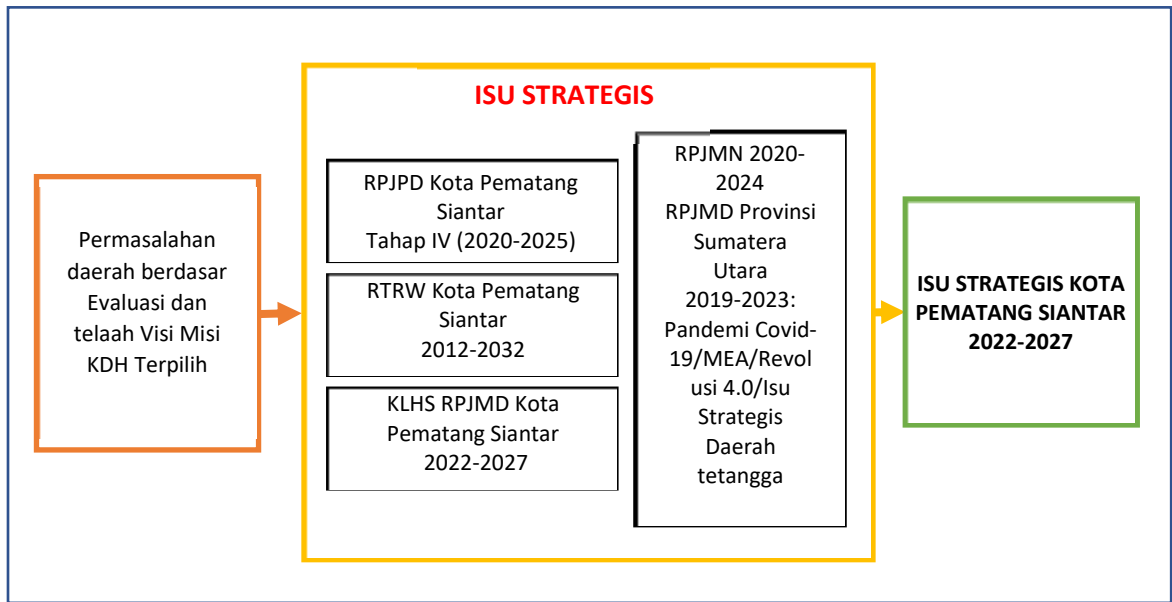 ISU STRATEGIS
Permasalahan
daerah berdasar
Evaluasi dan
telaah Visi Misi
KDH Terpilih
RPJPD Kota Pematang
Siantar
Tahap IV (2020-2025)
RTRW Kota Pematang
Siantar
2012-2032
KLHS RPJMD Kota
Pematang Siantar
2022-2027
RPJMN 2020-
2024
RPJMD Provinsi
Sumatera
Utara
2019-2023:
Pandemi Covid-
19/MEA/Revol
usi 4.0/Isu
Strategis
Daerah
tetangga
ISU STRATEGIS KOTA
PEMATANG SIANTAR
2022-2027